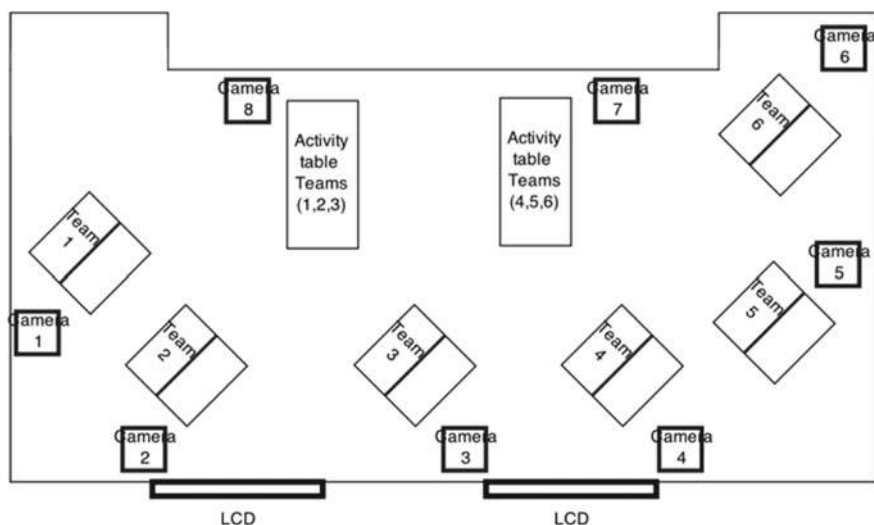 Camera
6
Camera
8
Camera
7
Team
6
Activity
table
Teams
(1,2,3)
Activity
table
Teams
(4,5,6)
Team
1
Camera
5
Camera
1
Team
2
Team
3
Team
4
Team
5
Camera
2
Camera
3
Camera
4
LCD
LCD